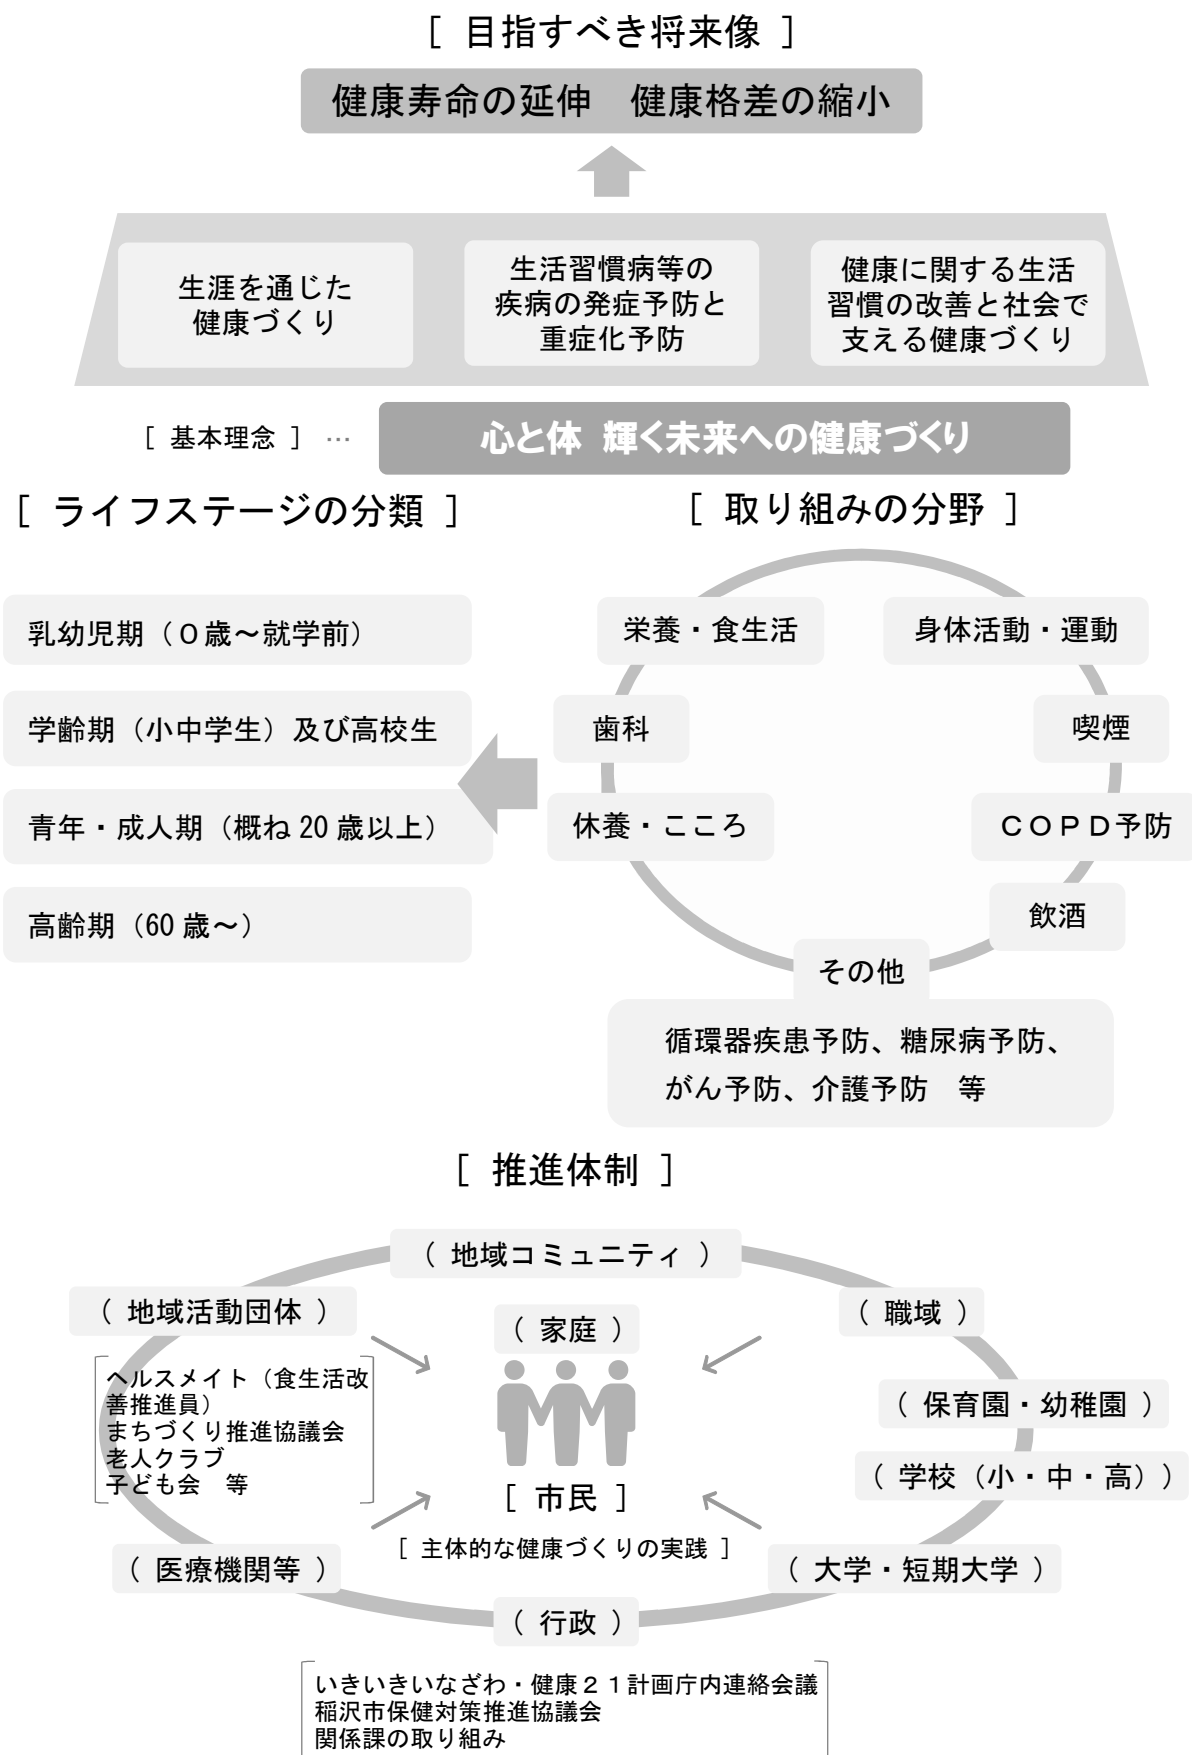 [ 目指すべき将来像 ]
健康寿命の延伸　健康格差の縮小
生涯を通じた
健康づくり
生活習慣病等の
疾病の発症予防と
重症化予防
健康に関する生活
習慣の改善と社会で
支える健康づくり
[ 基本理念 ] …
心と体 輝く未来への健康づくり
[ ライフステージの分類 ]
乳幼児期（０歳～就学前）
学齢期（小中学生）及び高校生
青年・成人期（概ね 20 歳以上）
高齢期（60 歳～）
[ 取り組みの分野 ]
栄養・食生活
身体活動・運動
歯科
喫煙
休養・こころ
ＣＯＰＤ予防
飲酒
その他
循環器疾患予防、糖尿病予防、
がん予防、介護予防　等
[ 推進体制 ]
（ 地域コミュニティ ）
（ 地域活動団体 ）
（ 家庭 ）
（ 職域 ）
ヘルスメイト（食生活改
善推進員）
まちづくり推進協議会
老人クラブ
子ども会　等
（ 保育園・幼稚園 ）
（ 学校（小・中・高））
[ 市民 ]
[ 主体的な健康づくりの実践 ]
（ 医療機関等 ）
（ 大学・短期大学 ）
（ 行政 ）
いきいきいなざわ・健康２１計画庁内連絡会議
稲沢市保健対策推進協議会
関係課の取り組み